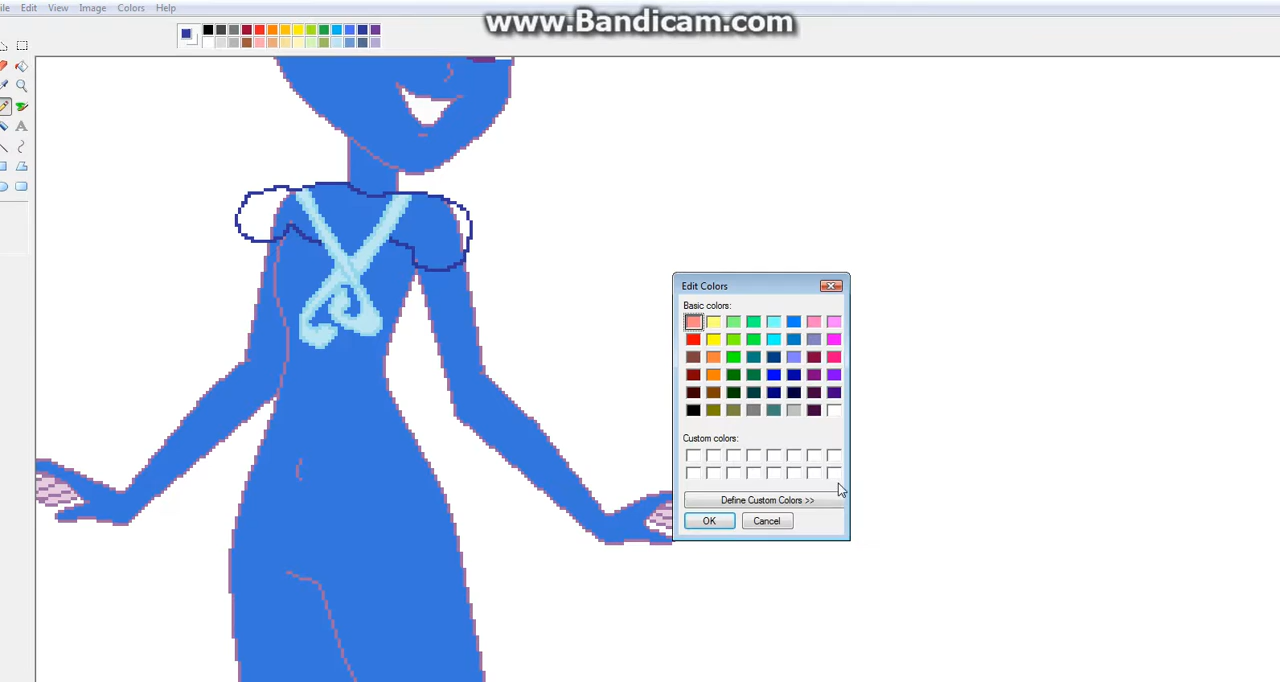 www.Bandicam.com
ile Edit View Image Colors Help
A
Edit Colors
Basic colors:
Custom colors:
Define Custom Colors >>
OK Cancel